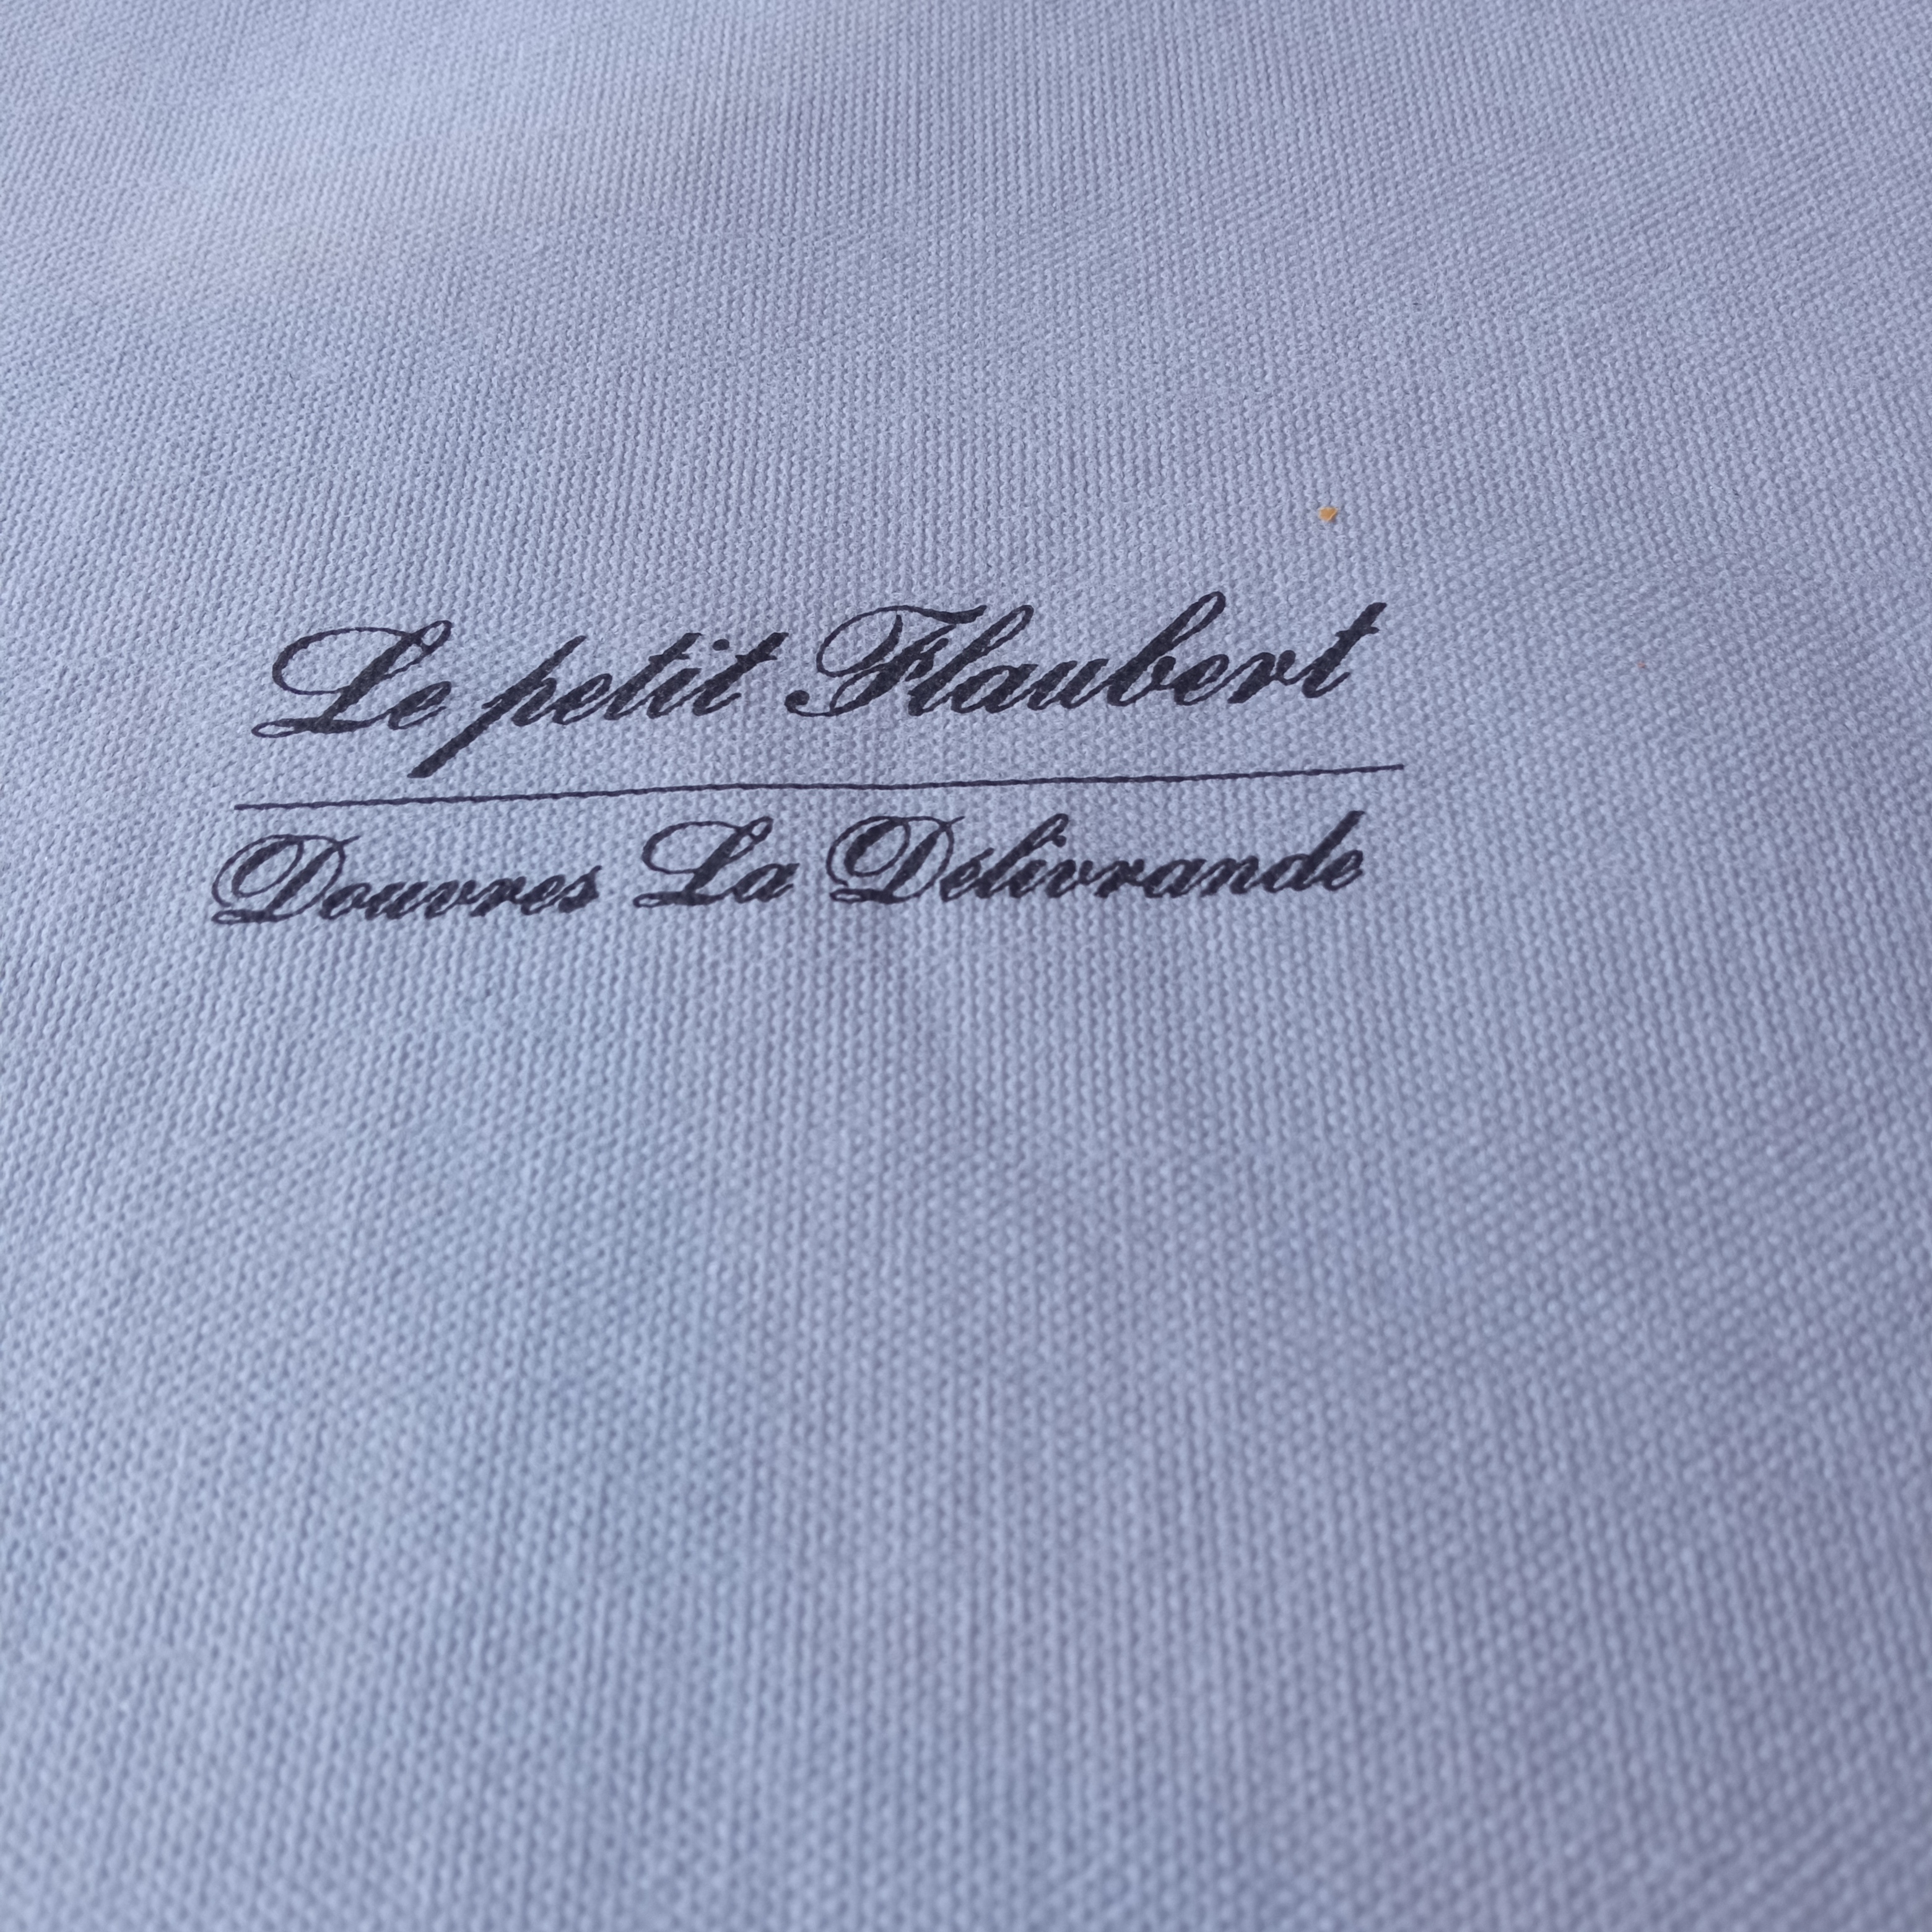 Le petit Flaubert
Douvres La Délivrande